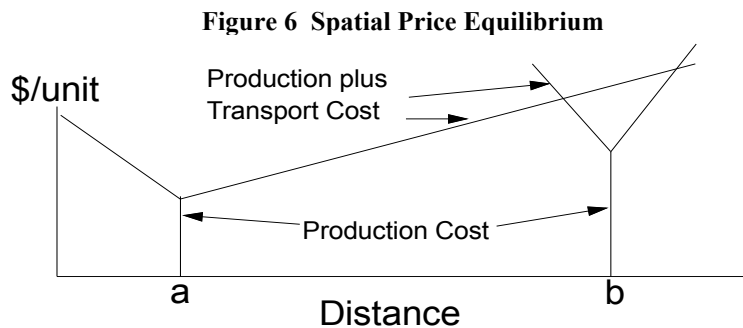 Figure 6 Spatial Price Equilibrium
$/unit
Production plus
Transport Cost
Production Cost
a
b
Distance